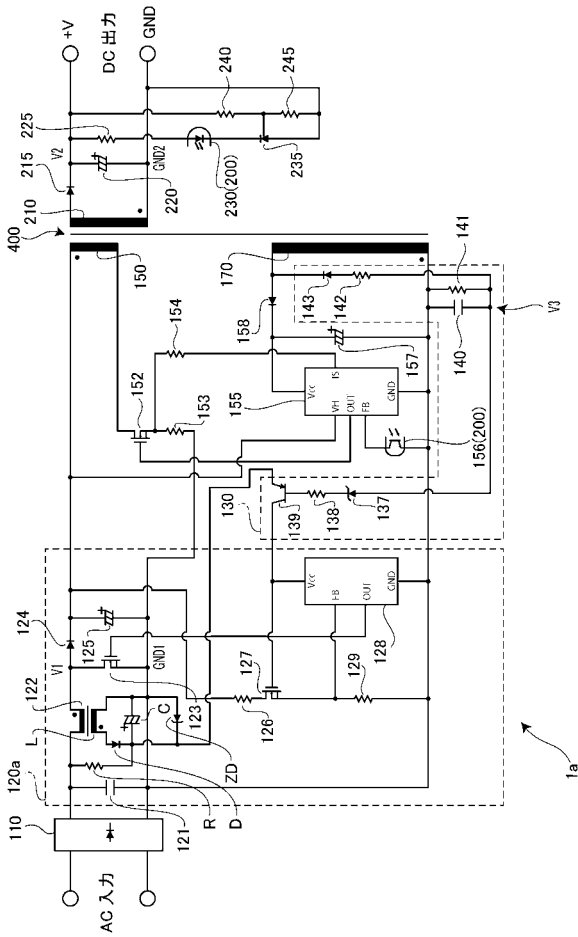 AC 入力
110
120a
L
122
V1
124
125
GND1
123
C
121
R
D
ZD
126
127
129
Vcc
FB
OUT
GND
128
130
139
138
137
400
150
152
154
153
155
VH
OUT
FB
Vcc
IS
GND
156(200)
157
158
170
143
142
141
140
V3
210
215
V2
225
220
GND2
230(200)
235
240
245
+V
DC 出力
GND
1a